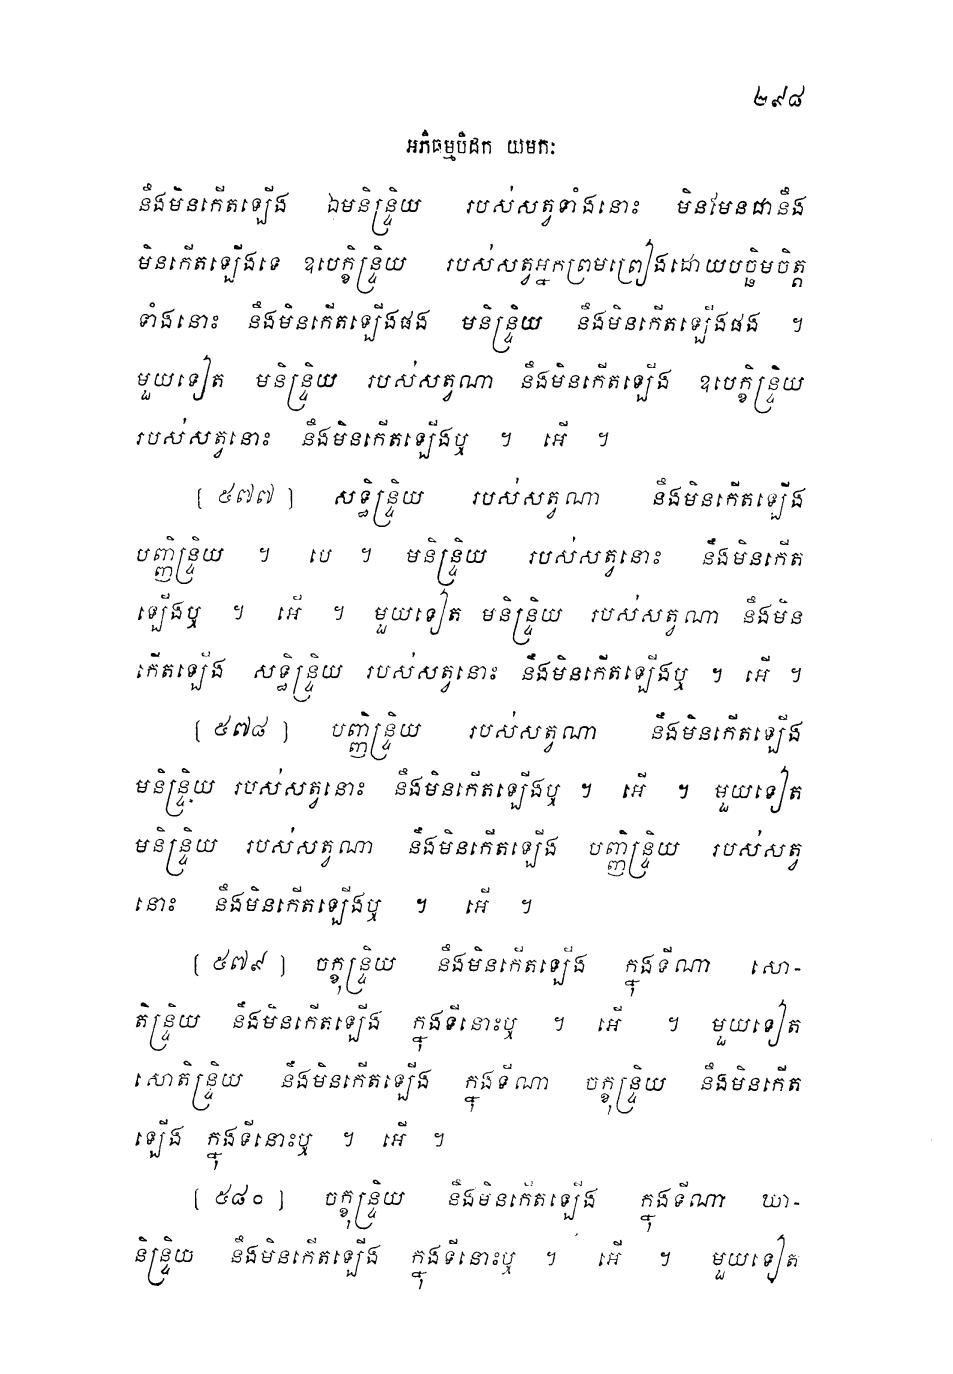 ២៩៨
អភិធម្មបិដក យមកៈ
នឹងមិនកើតឡើង ឯមនិន្ទ្រិយ របស់សត្វទាំងនោះ មិនមែនជានឹង
មិនកើតឡើងទេ ឧបេក្ខិន្ទ្រិយ របស់សត្វអ្នកព្រមព្រៀងដោយបច្ឆិមចិត្ត
ទាំងនោះ នឹងមិនកើតឡើងផង មនិន្ទ្រិយ នឹងមិនកើតឡើងផង ។
មួយទៀត មនិន្ទ្រិយ របស់សត្វណា នឹងមិនកើតឡើង ឧបេក្ខិន្ទ្រិយ
របស់សត្វនោះ នឹងមិនកើតឡើងឬ ។ អើ ។
[ ៥៧៧ ] សទ្ធិន្ទ្រិយ របស់សត្វណា នឹងមិនកើតឡើង
បញ្ញិន្ទ្រិយ ។ បេ ។ មនិន្ទ្រិយ របស់សត្វនោះ នឹងមិនកើត
ឡើងឬ ។ អើ ។ មួយទៀត មនិន្ទ្រិយ របស់សត្វណា នឹងមិន
កើតឡើង សទ្ធិន្ទ្រិយ របស់សត្វនោះ នឹងមិនកើតឡើងឬ ។ អើ ។
[ ៥៧៨ ] បញ្ញិន្ទ្រិយ របស់សត្វណា នឹងមិនកើតឡើង
មនិន្ទ្រិយ របស់សត្វនោះ នឹងមិនកើតឡើងឬ ។ អើ ។ មួយទៀត
មនិន្ទ្រិយ របស់សត្វណា នឹងមិនកើតឡើង បញ្ញិន្ទ្រិយ របស់សត្វ
នោះ នឹងមិនកើតឡើងឬ ។ អើ ។
[ ៥៧៩ ] ចក្ខុន្ទ្រិយ នឹងមិនកើតឡើង ក្នុងទីណា សោ-
តិន្ទ្រិយ នឹងមិនកើតឡើង ក្នុងទីនោះឬ ។ អើ ។ មួយទៀត
សោតិន្ទ្រិយ នឹងមិនកើតឡើង ក្នុងទីណា ចក្ខុន្ទ្រិយ នឹងមិនកើត
ឡើង ក្នុងទីនោះឬ ។ អើ ។
[ ៥៨០ ] ចក្ខុន្ទ្រិយ នឹងមិនកើតឡើង ក្នុងទីណា ឃា-
និន្ទ្រិយ នឹងមិនកើតឡើង ក្នុងទីនោះឬ ។ អើ ។ មួយទៀត